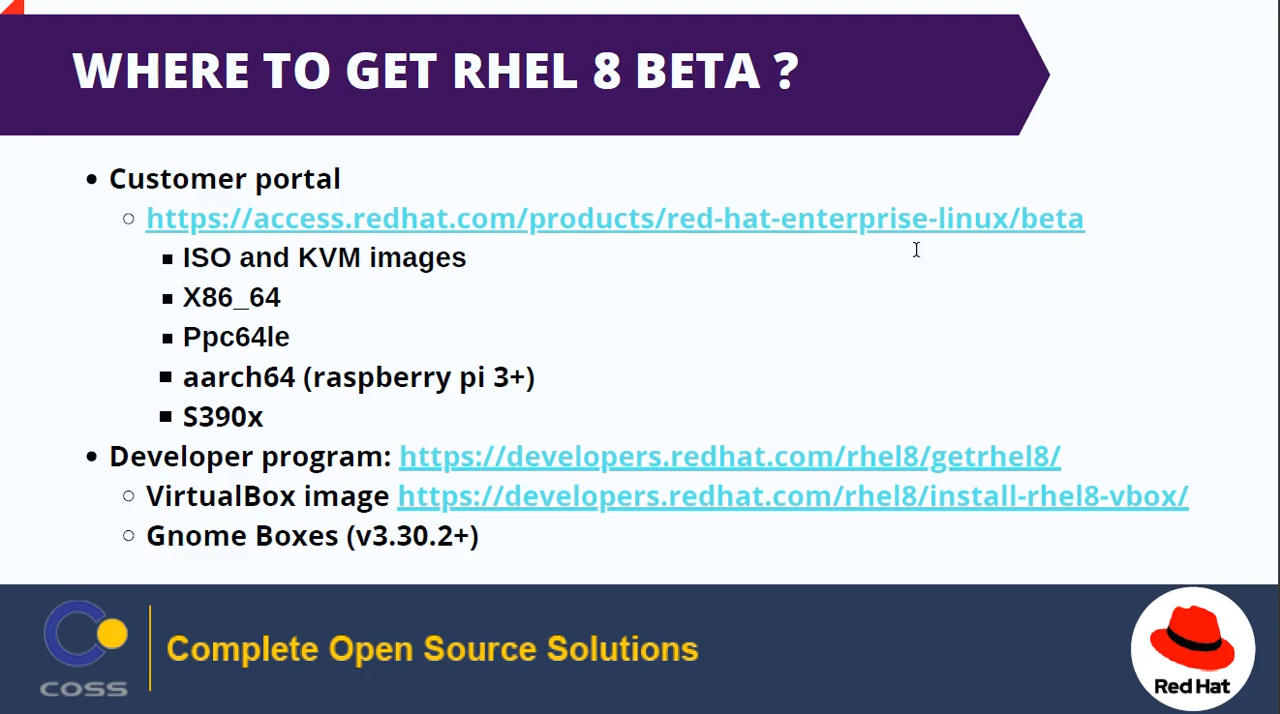 WHERE TO GET RHEL 8 BETA ?
Customer portal
https://access.redhat.com/products/red-hat-enterprise-linux/beta
ISO and KVM images
X86_64
Ppc64le
aarch64 (raspberry pi 3+)
S390x
Developer program: https://developers.redhat.com/rhel8/getrhel8/
VirtualBox image https://developers.redhat.com/rhel8/install-rhel8-vbox/
Gnome Boxes (v3.30.2+)
COSS
Complete Open Source Solutions
Red Hat